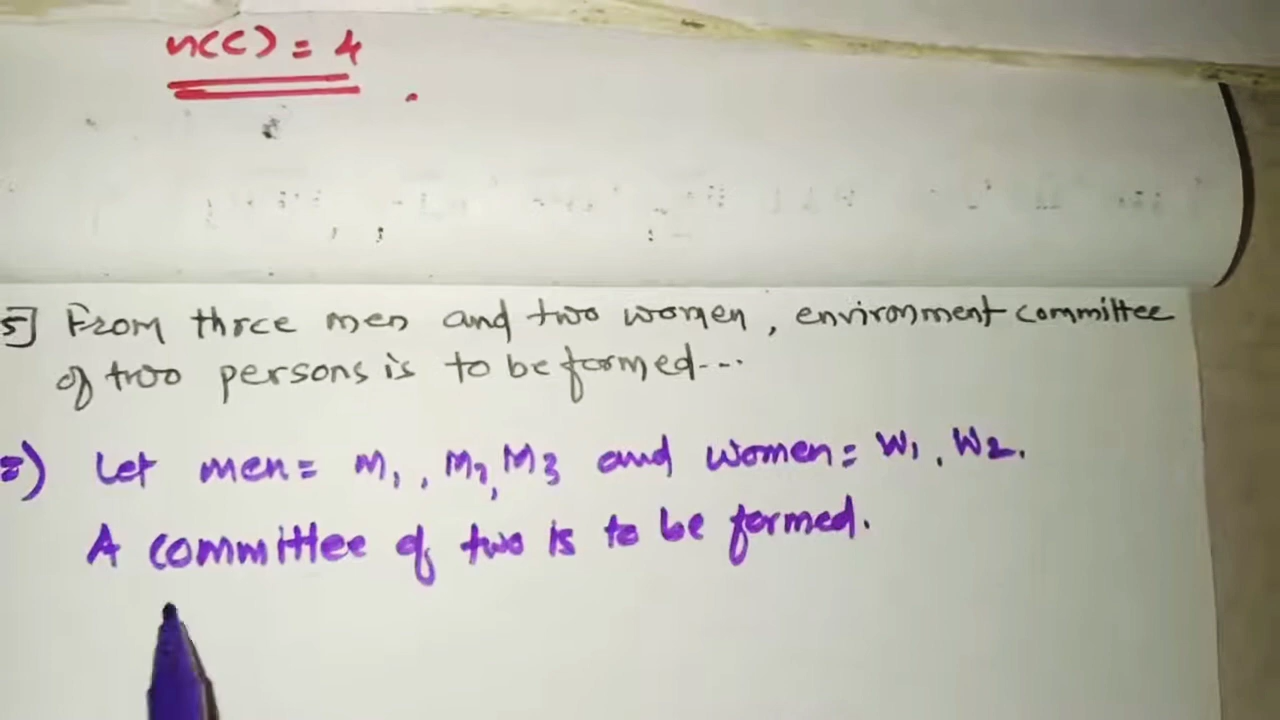 n(C) = 4
5] From three men and two women, environment committee
of two persons is to be formed...
Let men = M₁, M₂, M₃ and women = W₁, W₂.
A committee of two is to be formed.